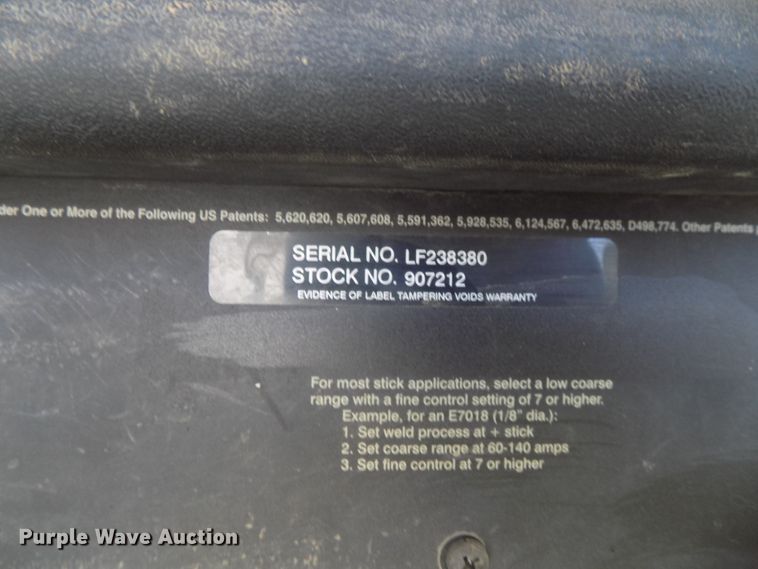 der One or More of the Following US Patents: 5,620,620, 5,607,608, 5,591,362, 5,928,535, 6,124,567, 6,472,635, D498,774. Other Patents
SERIAL NO. LF238380
STOCK NO. 907212
EVIDENCE OF LABEL TAMPERING VOIDS WARRANTY
For most stick applications, select a low coarse
range with a fine control setting of 7 or higher.
Example, for an E7018 (1/8" dia.):
1. Set weld process at + stick
2. Set coarse range at 60-140 amps
3. Set fine control at 7 or higher
Purple Wave Auction